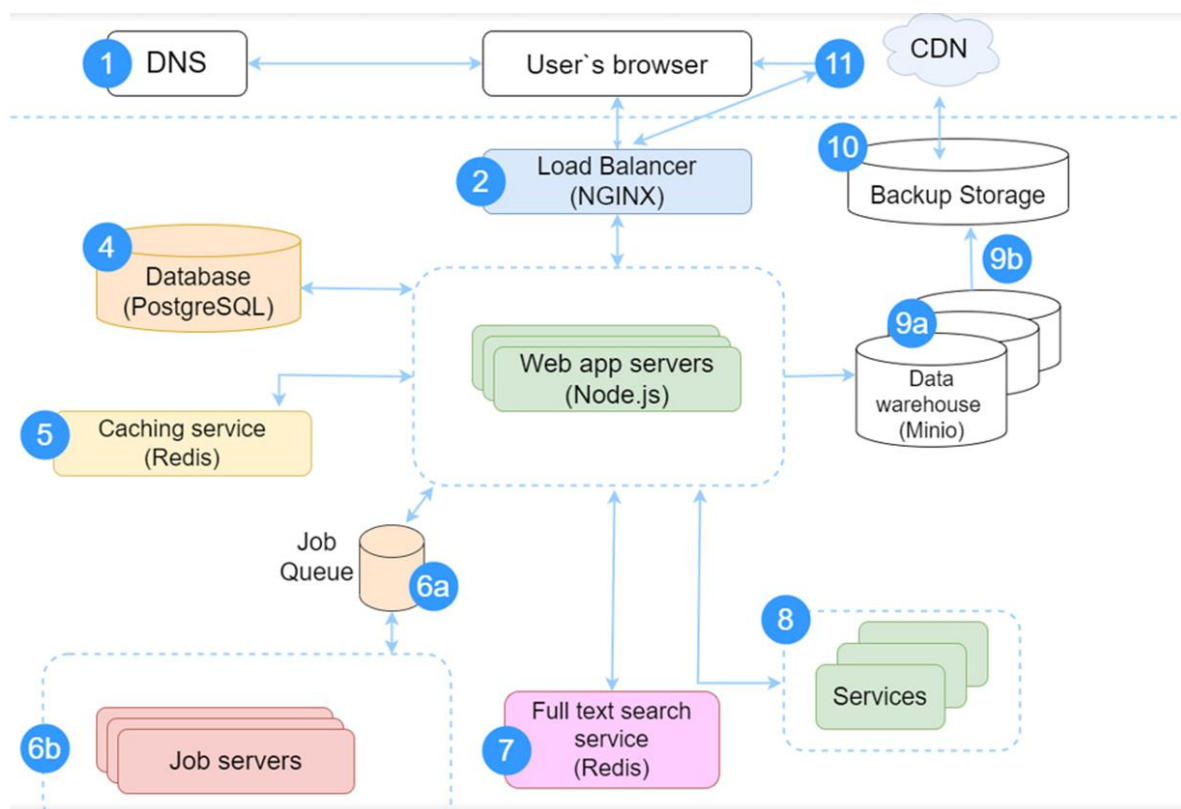 1
DNS
User`s browser
11
CDN
2
Load Balancer
(NGINX)
10
Backup Storage
4
Database
(PostgreSQL)
9b
9a
Data
warehouse
(Minio)
Web app servers
(Node.js)
5
Caching service
(Redis)
Job
Queue
6a
8
Services
6b
Job servers
7
Full text search
service
(Redis)